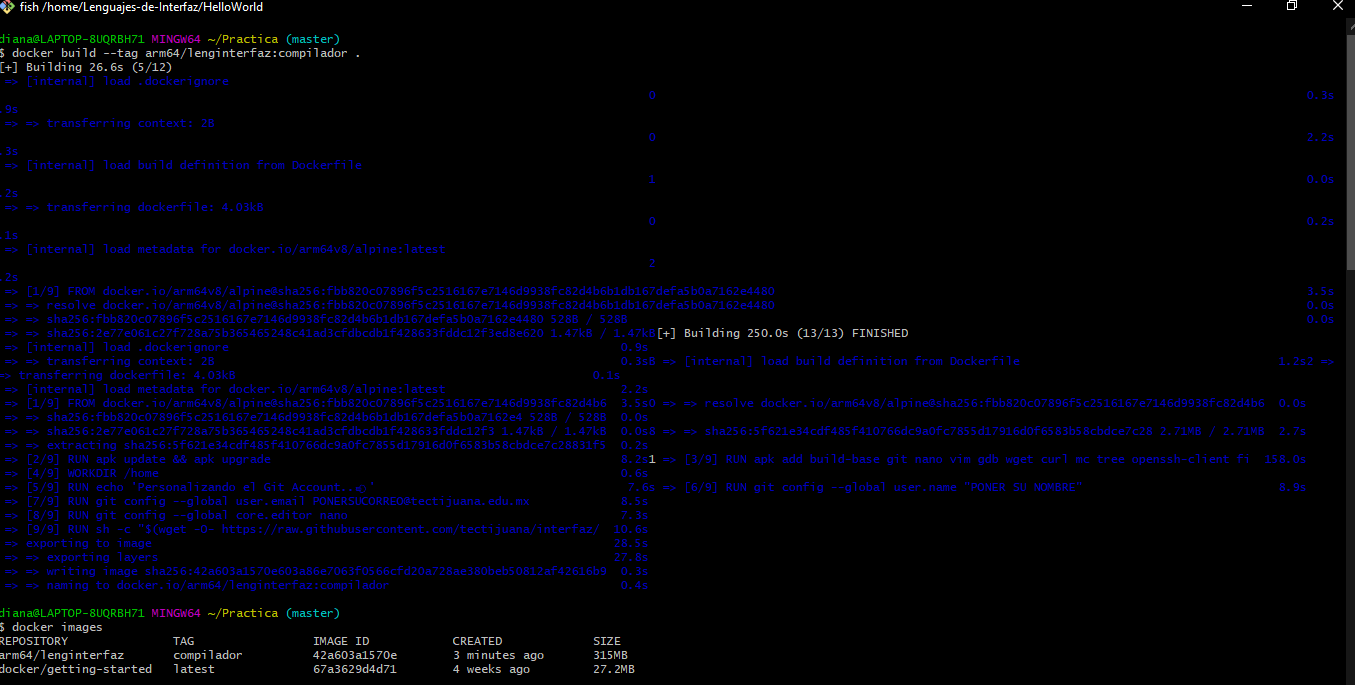 fish /home/Lenguajes-de-Interfaz/HelloWorld
diana@LAPTOP-8UQRBH71 MINGW64 ~/Practica (master)
$ docker build --tag arm64/lenginterfaz:compilador .
[+] Building 26.6s (5/12)
=> [internal] load .dockerignore
0 0.3s
.9s
=> => transferring context: 2B
0 2.2s
.3s
=> [internal] load build definition from Dockerfile
1 0.0s
.2s
=> => transferring dockerfile: 4.03kB
0 0.2s
.1s
=> [internal] load metadata for docker.io/arm64v8/alpine:latest
2
.2s
=> [1/9] FROM docker.io/arm64v8/alpine@sha256:fbb820c07896f5c2516167e7146d9938fc82d4b6b1db167defa5b0a7162e4480 3.5s
=> => resolve docker.io/arm64v8/alpine@sha256:fbb820c07896f5c2516167e7146d9938fc82d4b6b1db167defa5b0a7162e4480 0.0s
=> => sha256:fbb820c07896f5c2516167e7146d9938fc82d4b6b1db167defa5b0a7162e4480 528B / 528B 0.0s
=> => sha256:2e77e061c27f728a75b365465248c41ad3cfdbcdb1f428633fddc12f3ed8e620 1.47kB / 1.47kB[+] Building 250.0s (13/13) FINISHED
=> [internal] load .dockerignore 0.9s
=> => transferring context: 2B 0.3s8 => [internal] load build definition from Dockerfile 1.2s2 =>
=> transferring dockerfile: 4.03kB 0.1s
=> [internal] load metadata for docker.io/arm64v8/alpine:latest 2.2s
=> [1/9] FROM docker.io/arm64v8/alpine@sha256:fbb820c07896f5c2516167e7146d9938fc82d4b6 3.5s0 => => resolve docker.io/arm64v8/alpine@sha256:fbb820c07896f5c2516167e7146d9938fc82d4b6 0.0s
=> => sha256:fbb820c07896f5c2516167e7146d9938fc82d4b6b1db167defa5b0a7162e4 528B / 528B 0.0s
=> => sha256:2e77e061c27f728a75b365465248c41ad3cfdbcdb1f428633fddc12f3 1.47kB / 1.47kB 0.0s8 => => sha256:5f621e34cdf485f410766dc9a0fc7855d17916d0f6583b58cbdce7c28 2.71MB / 2.71MB 2.7s
=> => extracting sha256:5f621e34cdf485f410766dc9a0fc7855d17916d0f6583b58cbdce7c28831f5 0.2s
=> [2/9] RUN apk update && apk upgrade 8.2s1 => [3/9] RUN apk add build-base git nano vim gdb wget curl mc tree openssh-client fi 158.0s
=> [4/9] WORKDIR /home 0.6s
=> [5/9] RUN echo "Personalizando el Git Account..." 7.6s => [6/9] RUN git config --global user.name "PONER SU NOMBRE" 8.9s
=> [7/9] RUN git config --global user.email PONERSUCORREO@tectijuana.edu.mx 8.5s
=> [8/9] RUN git config --global core.editor nano 7.3s
=> [9/9] RUN sh -c "$(wget -O- https://raw.githubusercontent.com/tectijuana/interfaz/ 10.6s
=> exporting to image 28.5s
=> => exporting layers 27.8s
=> => writing image sha256:42a603a1570e603a86e7063f0566cfd20a728ae380beb50812af42616b9 0.3s
=> => naming to docker.io/arm64/lenginterfaz:compilador 0.4s
diana@LAPTOP-8UQRBH71 MINGW64 ~/Practica (master)
$ docker images
REPOSITORY TAG IMAGE ID CREATED SIZE
arm64/lenginterfaz compilador 42a603a1570e 3 minutes ago 315MB
docker/getting-started latest 67a3629d4d71 4 weeks ago 27.2MB